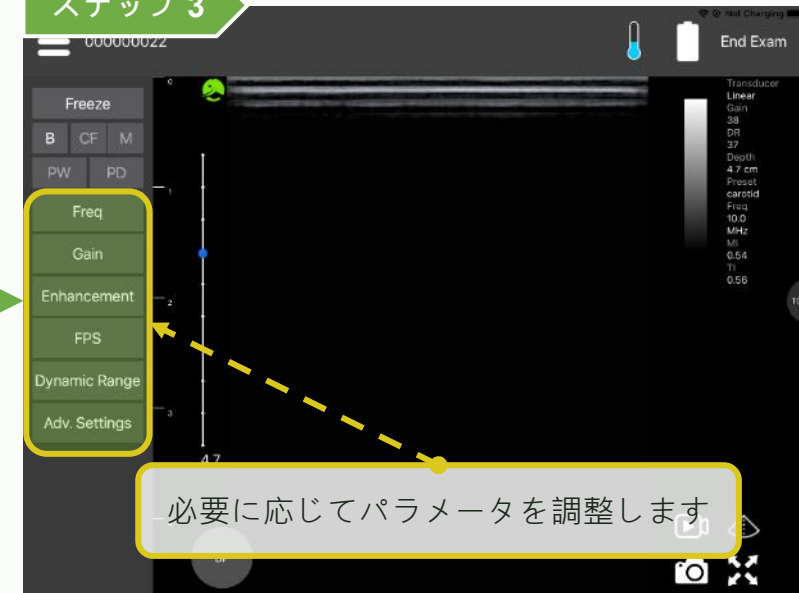 ステップ 3
Not Charging
000000022
End Exam
Freeze
B CF M
PW PD
Freq
Gain
Enhancement
FPS
Dynamic Range
Adv. Settings
0
1
2
3
4.7
Transducer
Linear
Gain
38
DR
37
Depth
4.7 cm
Preset
carotid
Freq
10.0
MHz
MI
0.54
TI
0.56
必要に応じてパラメータを調整します